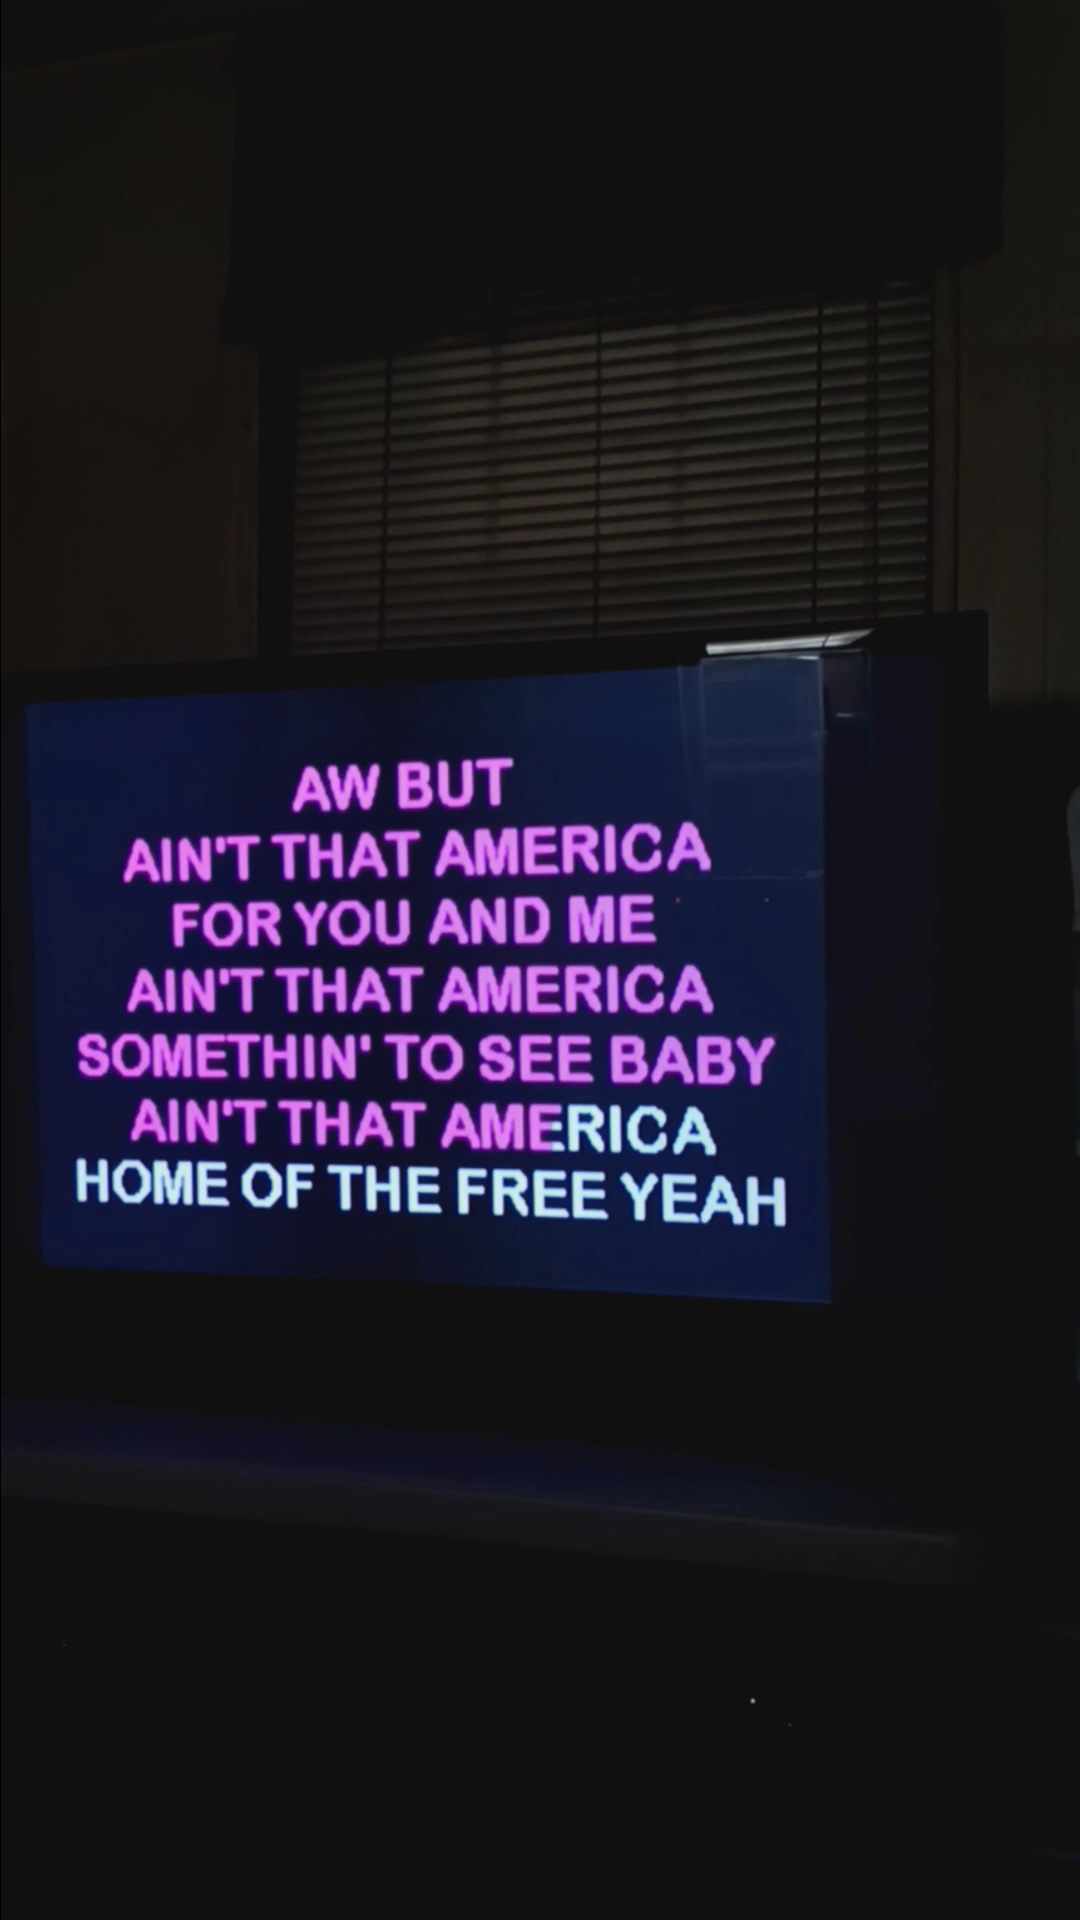 AW BUT
AIN'T THAT AMERICA
FOR YOU AND ME
AIN'T THAT AMERICA
SOMETHIN' TO SEE BABY
AIN'T THAT AMERICA
HOME OF THE FREE YEAH